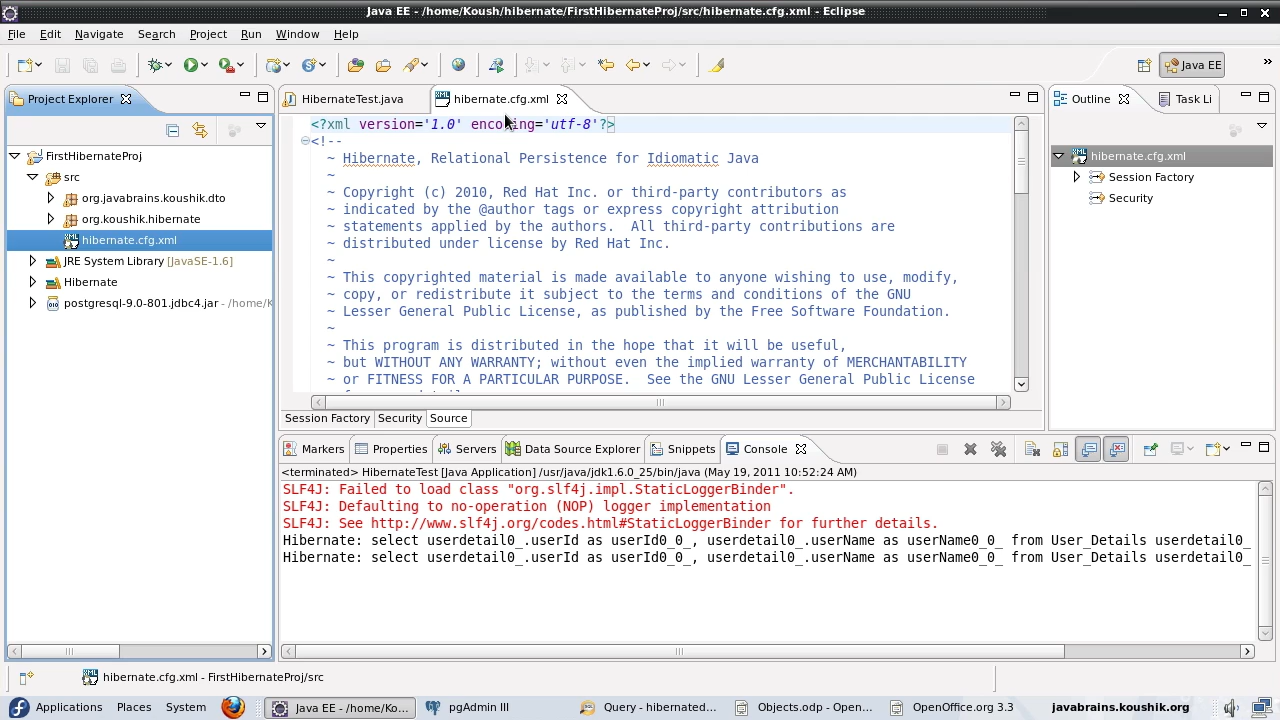 Java EE - /home/Koush/hibernate/FirstHibernateProj/src/hibernate.cfg.xml - Eclipse
File Edit Navigate Search Project Run Window Help
Java EE
Project Explorer
FirstHibernateProj
src
org.javabrains.koushik.dto
org.koushik.hibernate
hibernate.cfg.xml
JRE System Library [JavaSE-1.6]
Hibernate
postgresql-9.0-801.jdbc4.jar - /home/K
HibernateTest.java
hibernate.cfg.xml
<?xml version='1.0' encoding='utf-8'?>
<!--
~ Hibernate, Relational Persistence for Idiomatic Java
~
~ Copyright (c) 2010, Red Hat Inc. or third-party contributors as
~ indicated by the @author tags or express copyright attribution
~ statements applied by the authors.  All third-party contributions are
~ distributed under license by Red Hat Inc.
~
~ This copyrighted material is made available to anyone wishing to use, modify,
~ copy, or redistribute it subject to the terms and conditions of the GNU
~ Lesser General Public License, as published by the Free Software Foundation.
~
~ This program is distributed in the hope that it will be useful,
~ but WITHOUT ANY WARRANTY; without even the implied warranty of MERCHANTABILITY
~ or FITNESS FOR A PARTICULAR PURPOSE.  See the GNU Lesser General Public License
Session Factory Security Source
Outline
Task Li
hibernate.cfg.xml
Session Factory
Security
Markers Properties Servers Data Source Explorer Snippets Console
<terminated> HibernateTest [Java Application] /usr/java/jdk1.6.0_25/bin/java (May 19, 2011 10:52:24 AM)
SLF4J: Failed to load class "org.slf4j.impl.StaticLoggerBinder".
SLF4J: Defaulting to no-operation (NOP) logger implementation
SLF4J: See http://www.slf4j.org/codes.html#StaticLoggerBinder for further details.
Hibernate: select userdetail0_.userId as userId0_0_, userdetail0_.userName as userName0_0_ from User_Details userdetail0_
Hibernate: select userdetail0_.userId as userId0_0_, userdetail0_.userName as userName0_0_ from User_Details userdetail0_
hibernate.cfg.xml - FirstHibernateProj/src
Applications Places System Java EE - /home/Ko... pgAdmin III Query - hibernated... Objects.odp - Open... OpenOffice.org 3.3 javabrains.koushik.org